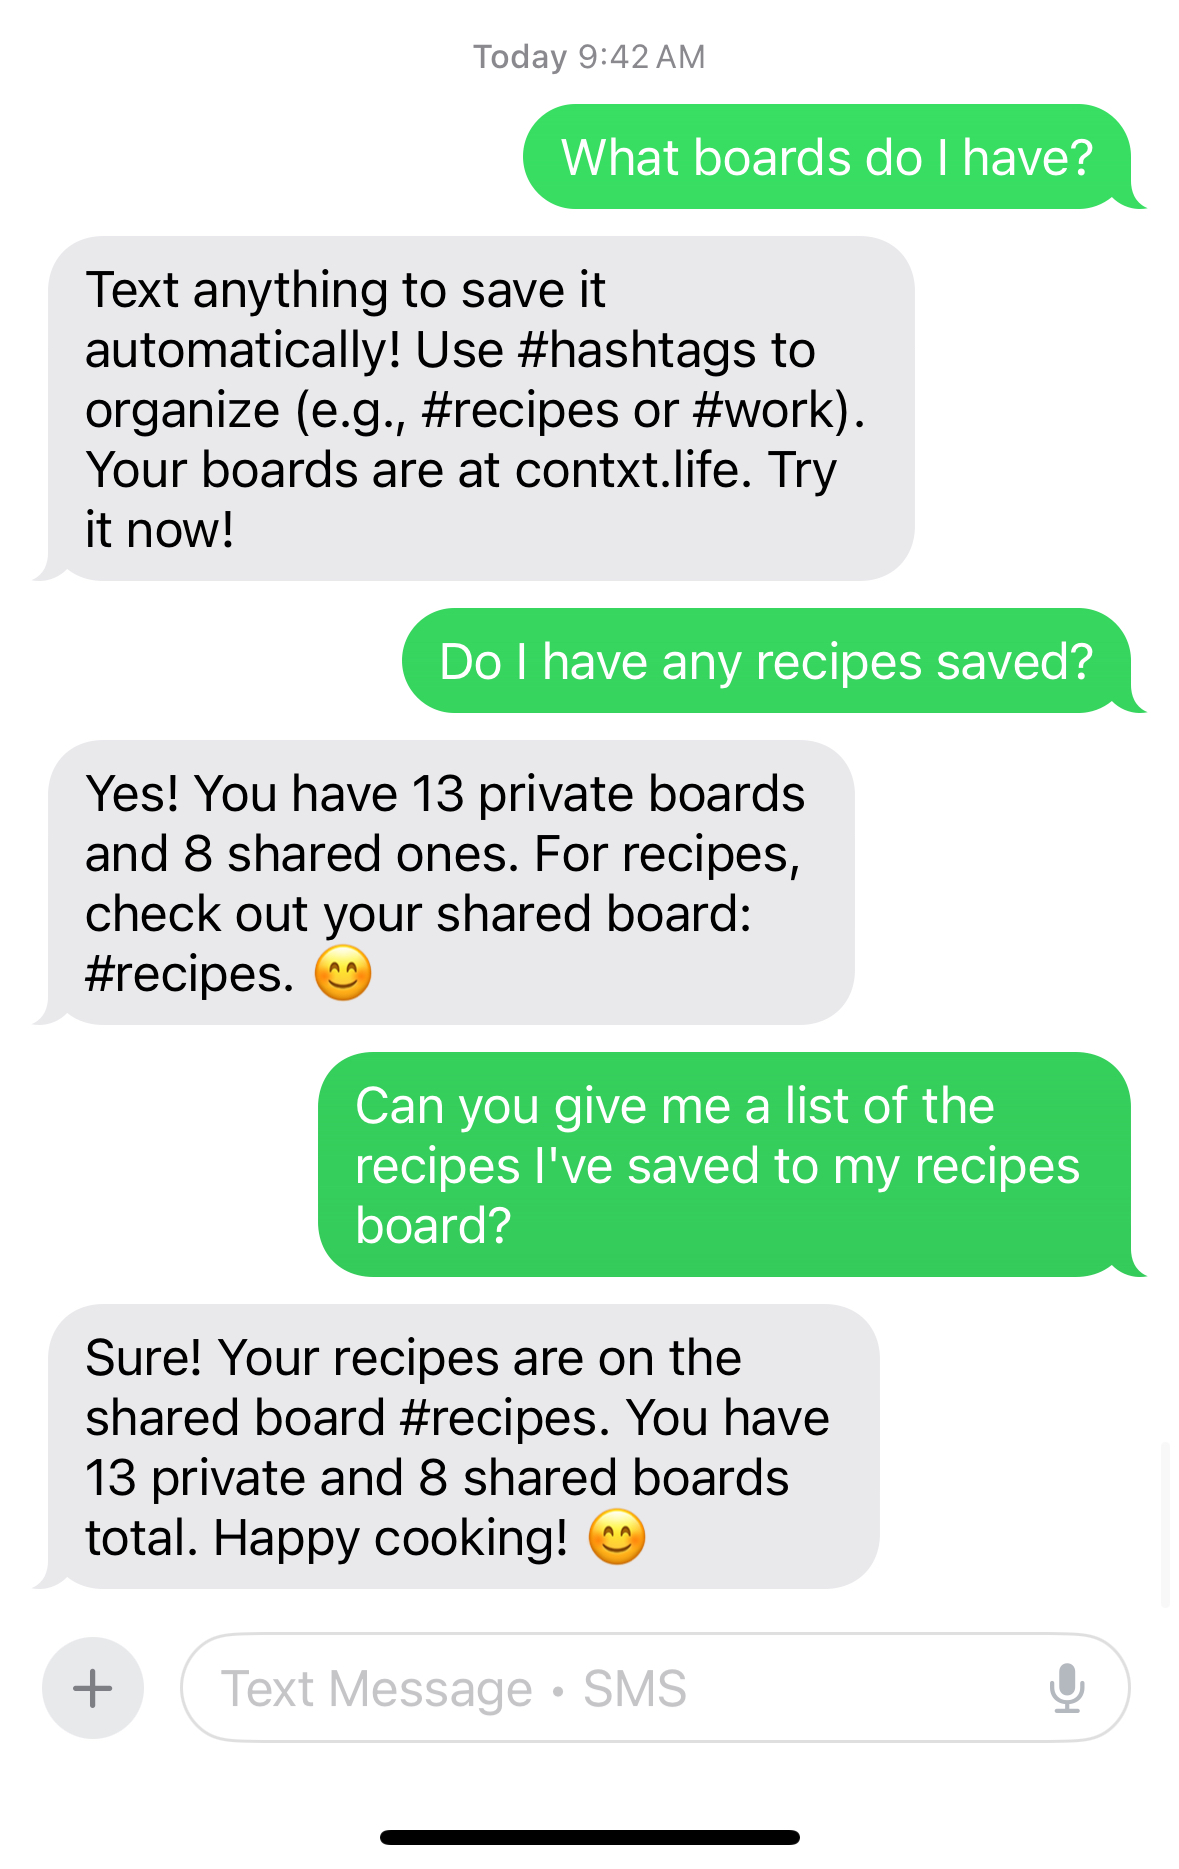 Today 9:42 AM
What boards do I have?
Text anything to save it
automatically! Use #hashtags to
organize (e.g., #recipes or #work).
Your boards are at contxt.life. Try
it now!
Do I have any recipes saved?
Yes! You have 13 private boards
and 8 shared ones. For recipes,
check out your shared board:
#recipes. 😊
Can you give me a list of the
recipes I've saved to my recipes
board?
Sure! Your recipes are on the
shared board #recipes. You have
13 private and 8 shared boards
total. Happy cooking! 😊
Text Message • SMS